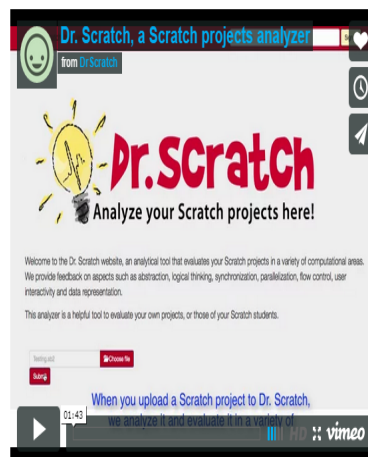 Dr. Scratch, a Scratch projects analyzer
from DrScratch
Dr.Scratch
Analyze your Scratch projects here!
Welcome to the Dr. Scratch website, an analytical tool that evaluates your Scratch projects in a variety of computational areas.
We provide feedback on aspects such as abstraction, logical thinking, synchronization, parallelization, flow control, user
interactivity and data representation.
This analyzer is a helpful tool to evaluate your own projects, or those of your Scratch students.
Choose file
Submit
When you upload a Scratch project to Dr. Scratch,
we analyze it and evaluate it in a variety of
01:43
HD
vimeo